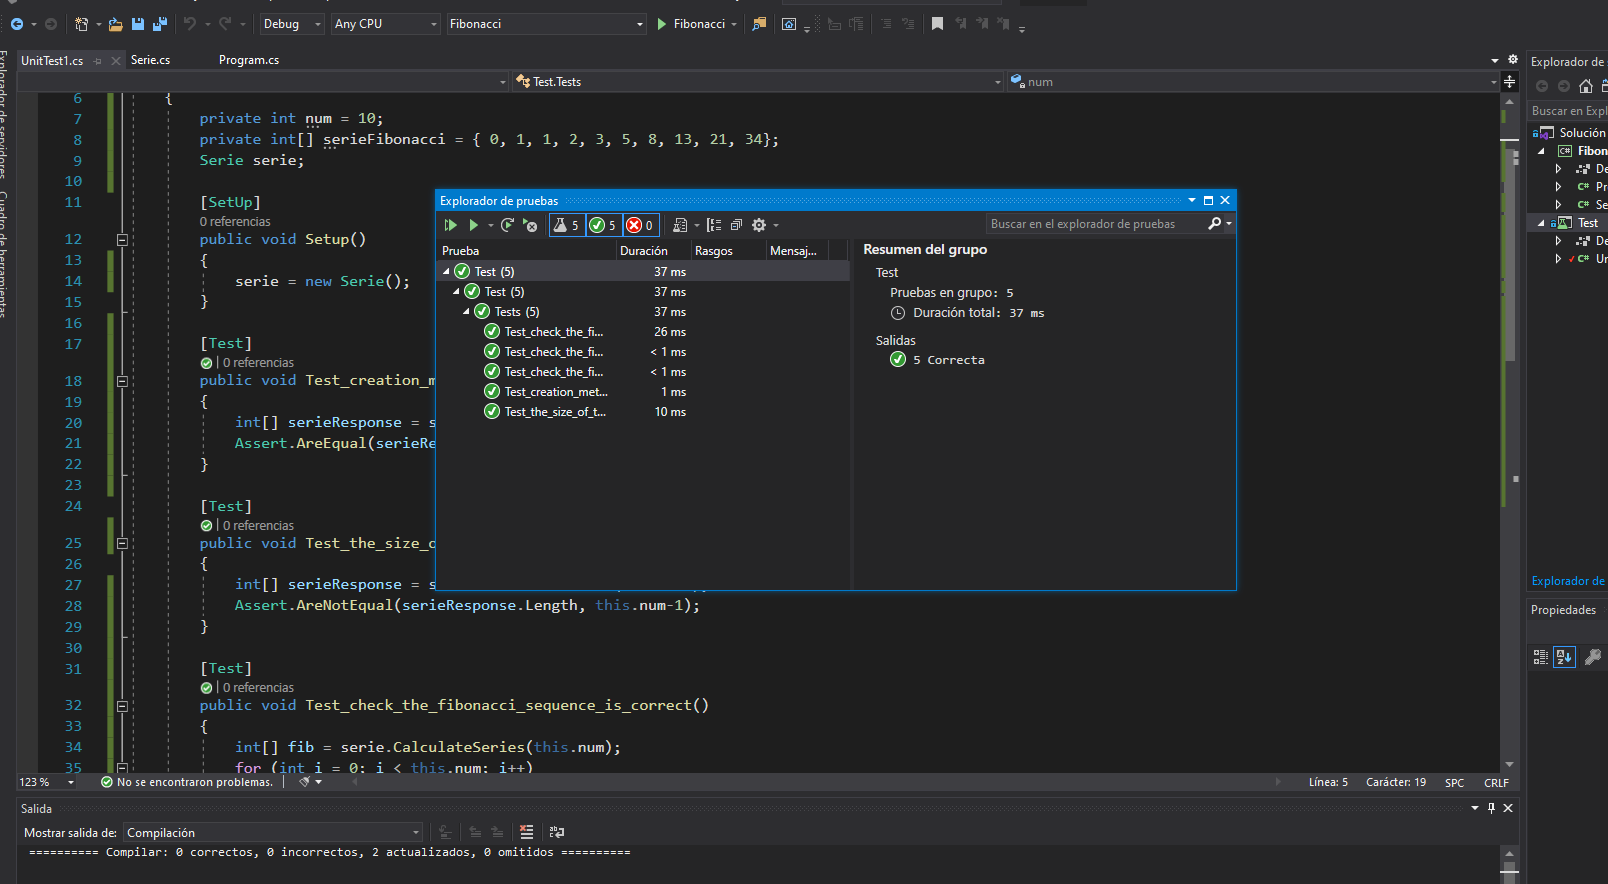 Debug
Any CPU
Fibonacci
Fibonacci
UnitTest1.cs
Serie.cs
Program.cs
Explorador de servidores
Cuadro de herramientas
Test.Tests
num
6 {
7 private int num = 10;
8 private int[] serieFibonacci = { 0, 1, 1, 2, 3, 5, 8, 13, 21, 34};
9 Serie serie;
10
11 [SetUp]
0 referencias
12 public void Setup()
13 {
14 serie = new Serie();
15 }
16
17 [Test]
| 0 referencias
18 public void Test_creation_m
19 {
20 int[] serieResponse = s
21 Assert.AreEqual(serieRe
22 }
23
24 [Test]
| 0 referencias
25 public void Test_the_size_o
26 {
27 int[] serieResponse = s
28 Assert.AreNotEqual(serieResponse.Length, this.num-1);
29 }
30
31 [Test]
| 0 referencias
32 public void Test_check_the_fibonacci_sequence_is_correct()
33 {
34 int[] fib = serie.CalculateSeries(this.num);
35 for (int i = 0; i < this.num; i++)
Explorador de pruebas
5 5 0
Buscar en el explorador de pruebas
Prueba Duración Rasgos Mensaj...
Test (5) 37 ms
Test (5) 37 ms
Tests (5) 37 ms
Test_check_the_fi... 26 ms
Test_check_the_fi... < 1 ms
Test_check_the_fi... < 1 ms
Test_creation_met... 1 ms
Test_the_size_of_t... 10 ms
Resumen del grupo
Test
Pruebas en grupo: 5
Duración total: 37 ms
Salidas
5 Correcta
Explorador de
Buscar en Expl
Solución
C# Fibon
De
C# Pr
C# Se
Test
De
C# Un
Explorador de
Propiedades
123 %
No se encontraron problemas.
Línea: 5 Carácter: 19 SPC CRLF
Salida
Mostrar salida de: Compilación
========== Compilar: 0 correctos, 0 incorrectos, 2 actualizados, 0 omitidos ==========